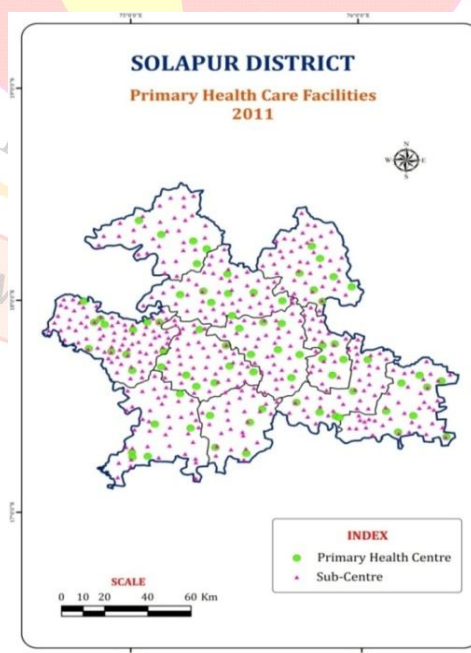 SOLAPUR DISTRICT
Primary Health Care Facilities
2011
N
W E
S
INDEX
Primary Health Centre
Sub-Centre
SCALE
0 10 20 40 60 Km